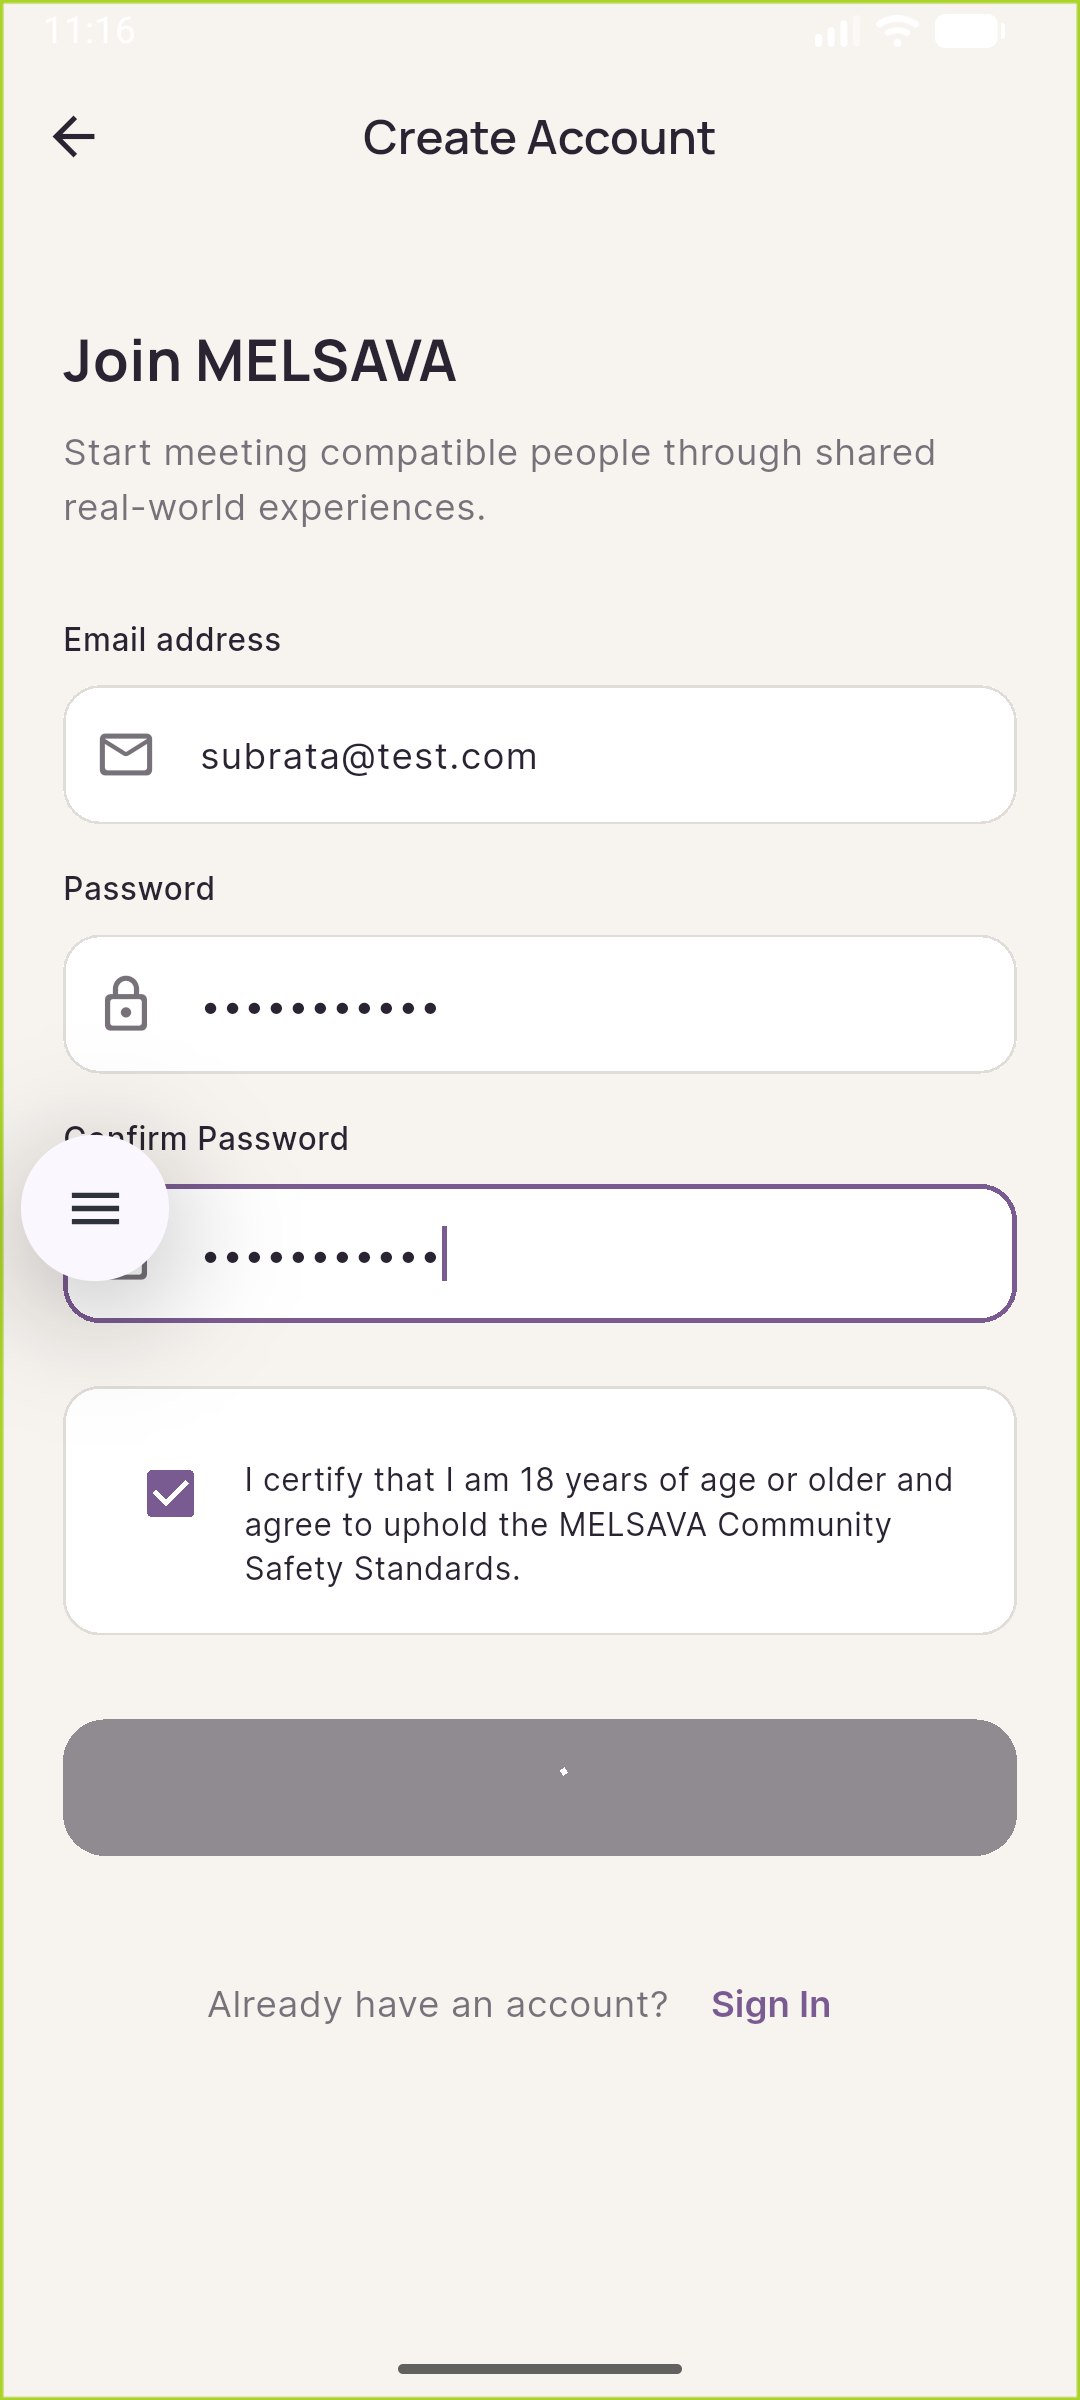 11:16
Create Account
Join MELSAVA
Start meeting compatible people through shared
real-world experiences.
Email address
subrata@test.com
Password
•••••••••••
Confirm Password
•••••••••••
I certify that I am 18 years of age or older and
agree to uphold the MELSAVA Community
Safety Standards.
Already have an account? Sign In